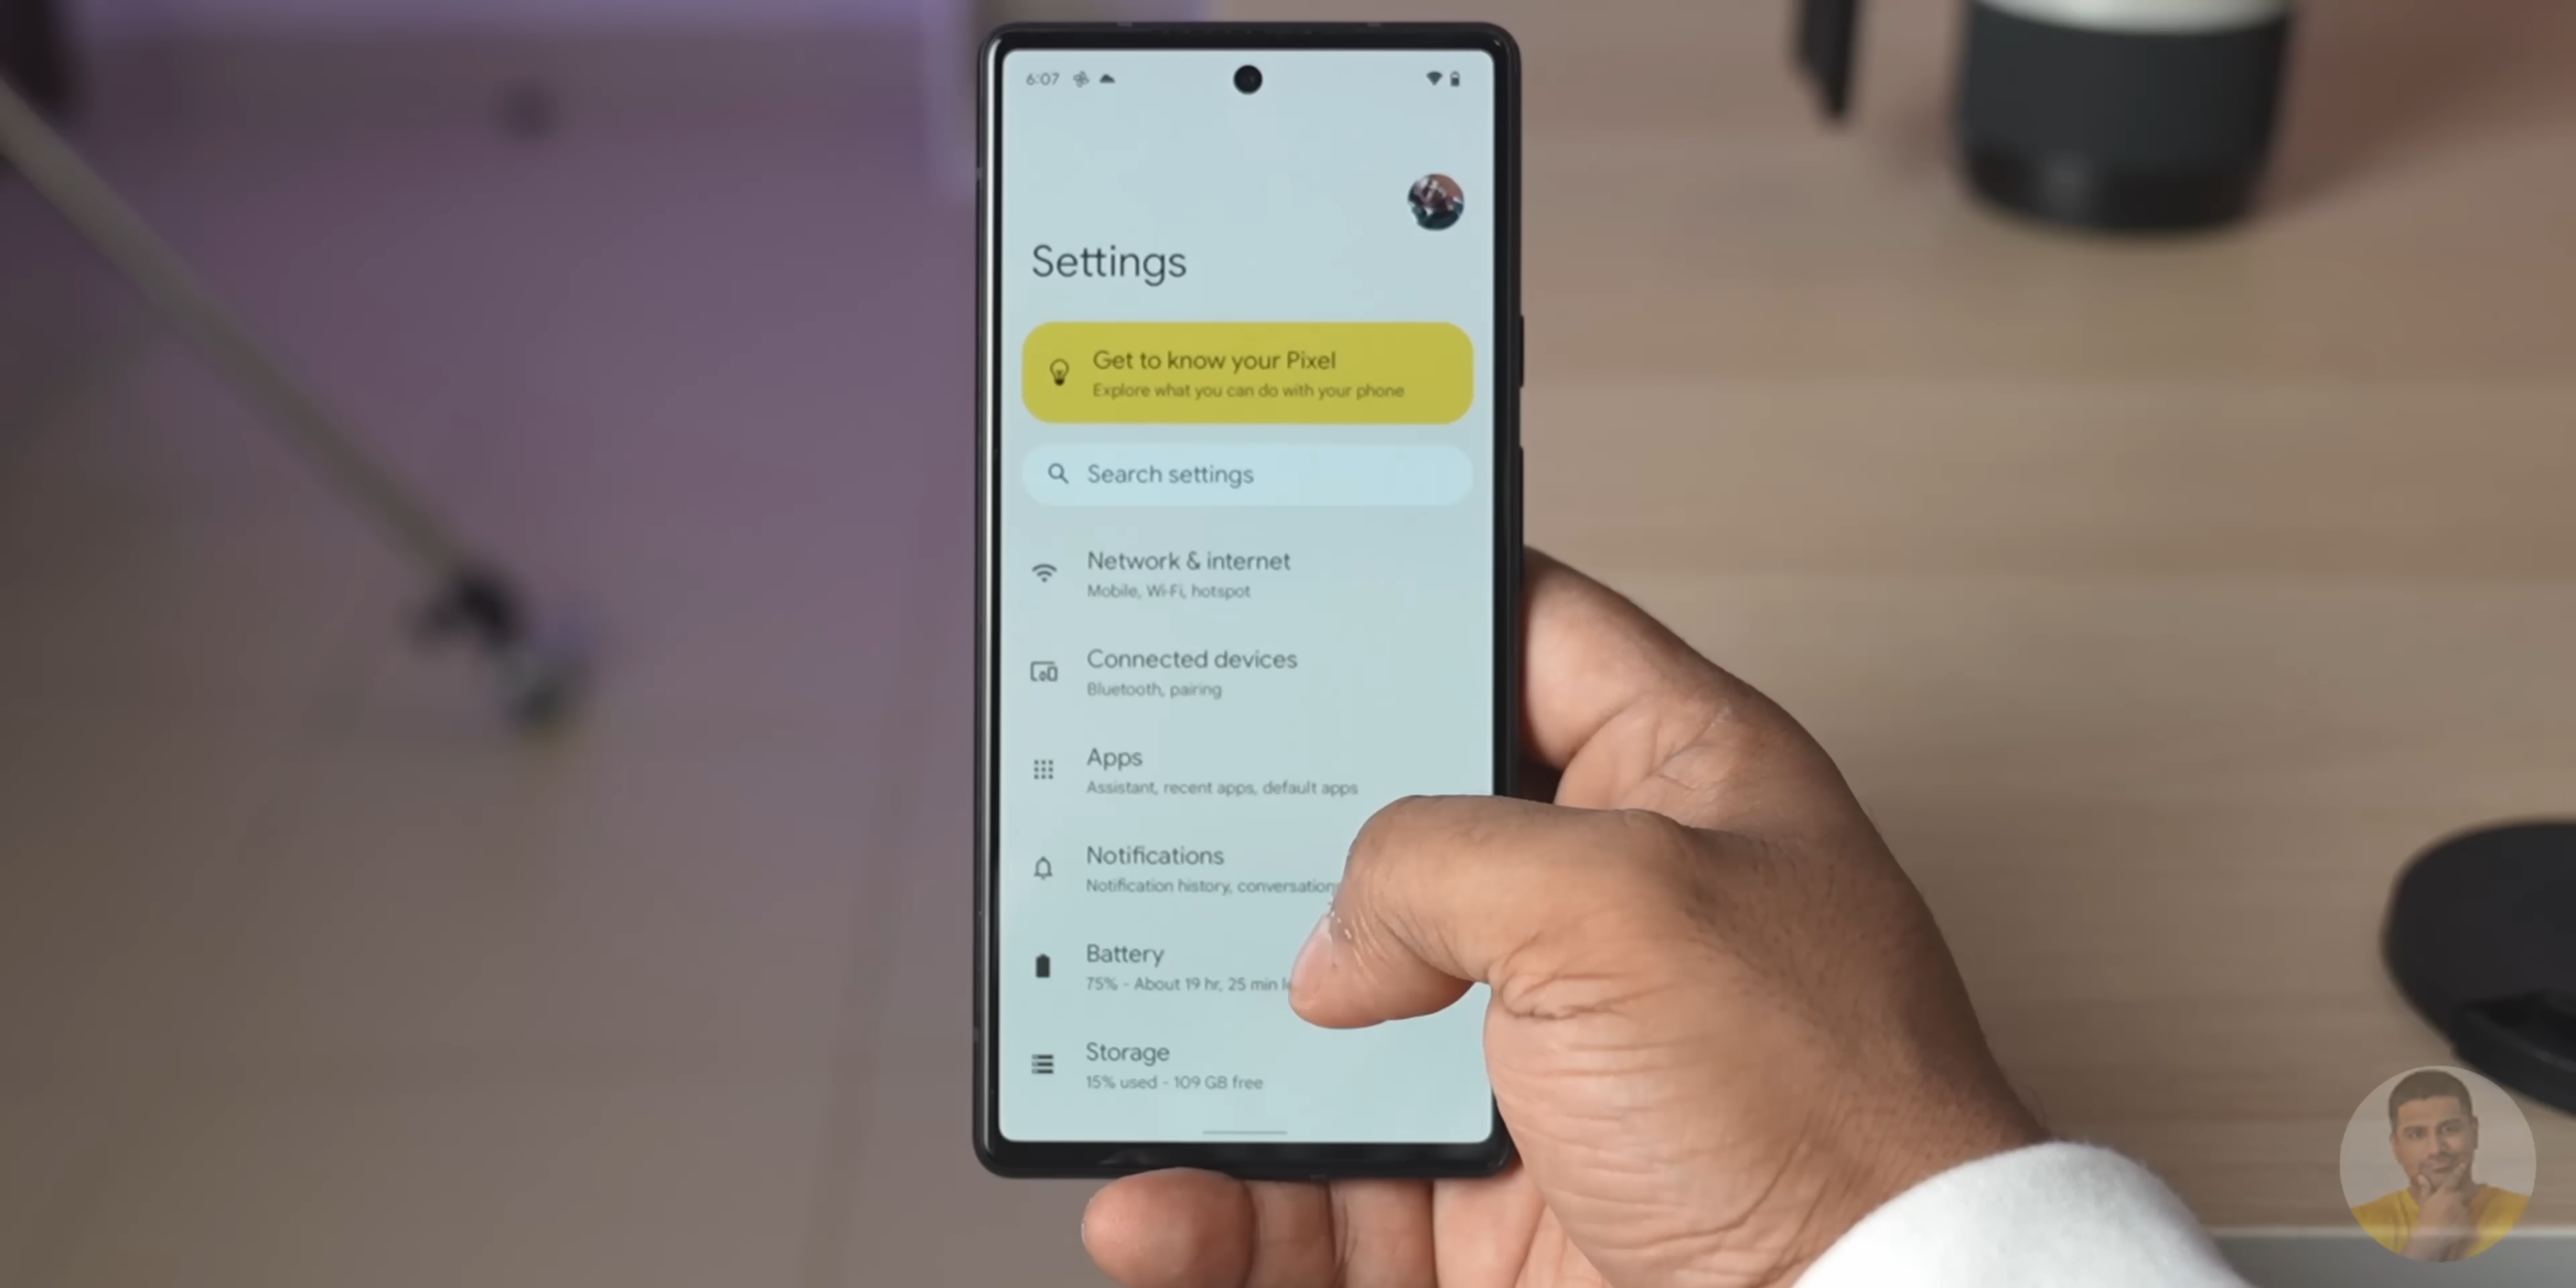 6:07
Settings
Get to know your Pixel
Explore what you can do with your phone
Search settings
Network & internet
Mobile, Wi-Fi, hotspot
Connected devices
Bluetooth, pairing
Apps
Assistant, recent apps, default apps
Notifications
Notification history, conversations
Battery
75% - About 19 hr, 25 min
Storage
15% used - 109 GB free